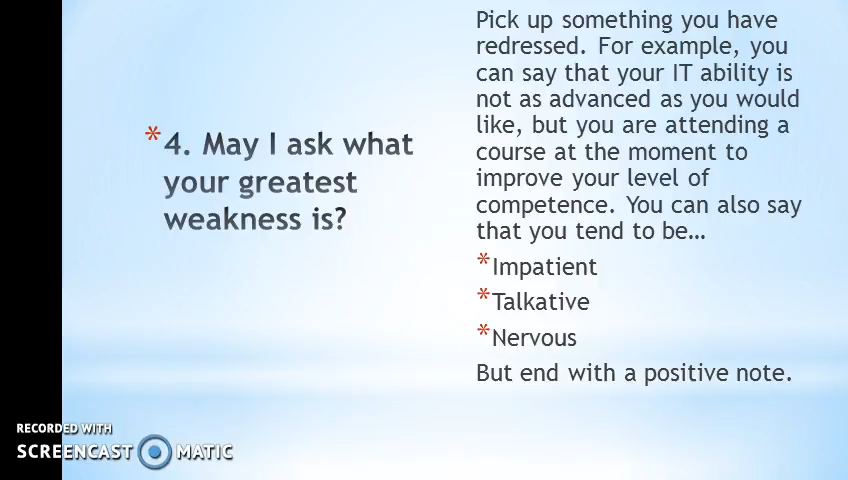 *4. May I ask what
your greatest
weakness is?
Pick up something you have
redressed. For example, you
can say that your IT ability is
not as advanced as you would
like, but you are attending a
course at the moment to
improve your level of
competence. You can also say
that you tend to be…
*Impatient
*Talkative
*Nervous
But end with a positive note.
RECORDED WITH
SCREENCAST MATIC